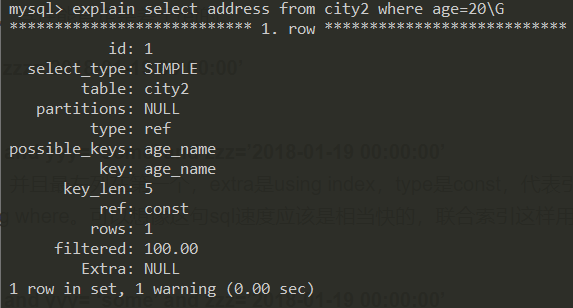 mysql> explain select address from city2 where age=20\G
*************************** 1. row ***************************
id: 1
select_type: SIMPLE
table: city2
partitions: NULL
type: ref
possible_keys: age_name
key: age_name
key_len: 5
ref: const
rows: 1
filtered: 100.00
Extra: NULL
1 row in set, 1 warning (0.00 sec)